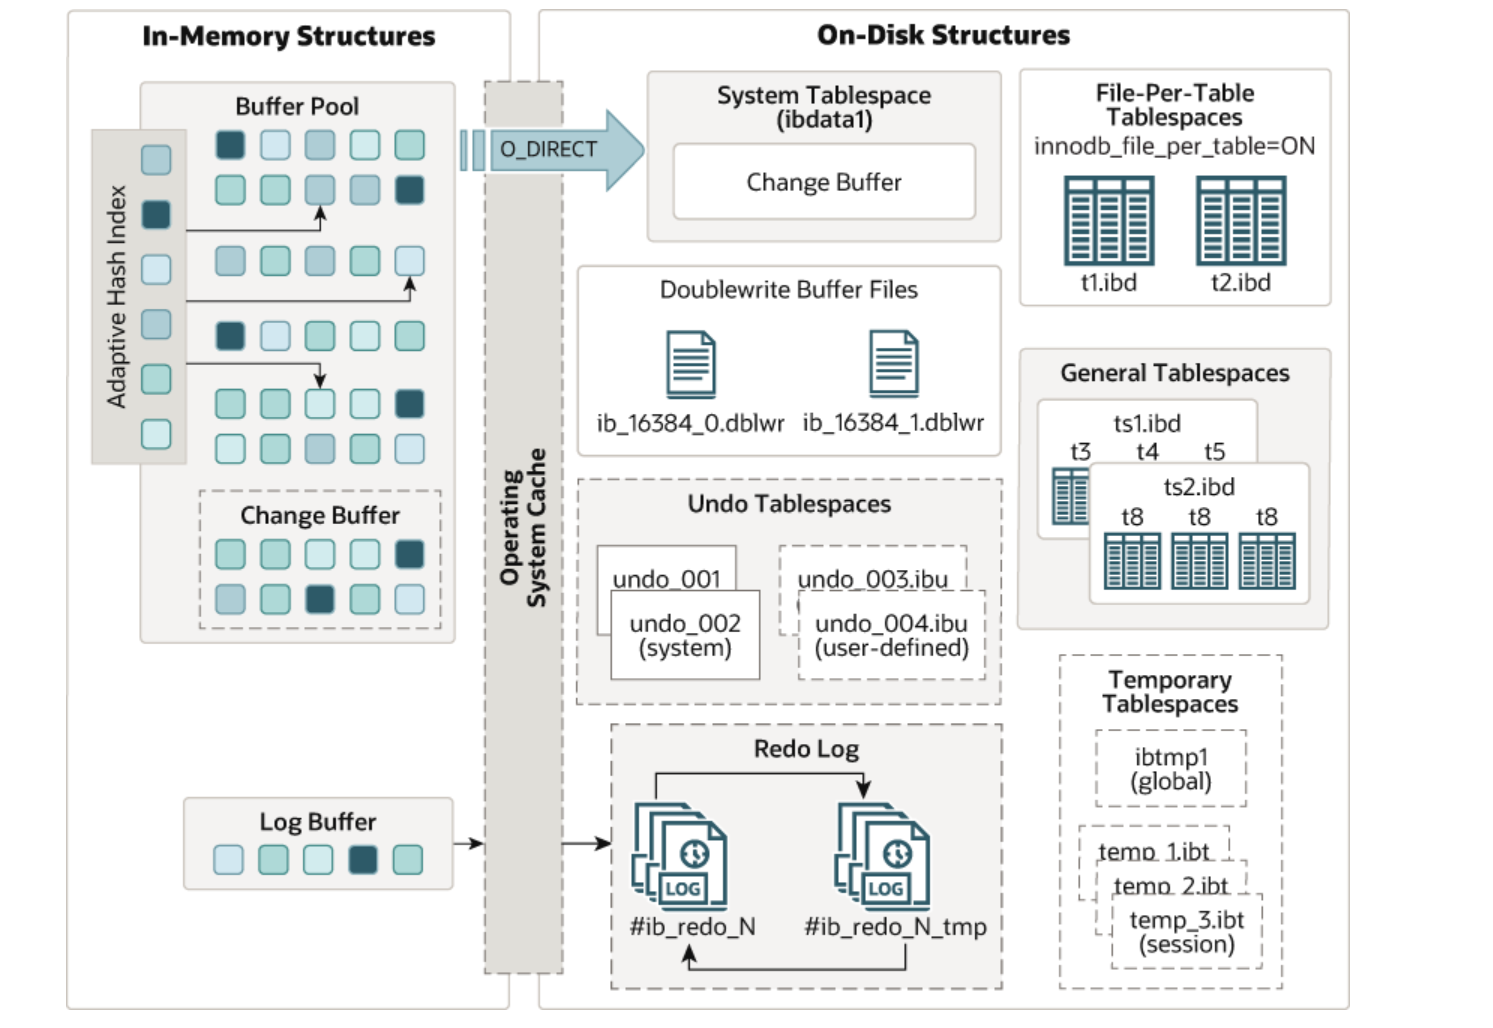 In-Memory Structures
Buffer Pool
Adaptive Hash Index
Change Buffer
Log Buffer
Operating
System Cache
O_DIRECT
On-Disk Structures
System Tablespace
(ibdata1)
Change Buffer
Doublewrite Buffer Files
ib_16384_0.dblwr
ib_16384_1.dblwr
Undo Tablespaces
undo_001
undo_002
(system)
undo_003.ibu
undo_004.ibu
(user-defined)
Redo Log
LOG
LOG
#ib_redo_N
#ib_redo_N_tmp
File-Per-Table
Tablespaces
innodb_file_per_table=ON
t1.ibd
t2.ibd
General Tablespaces
ts1.ibd
t3 t4 t5
ts2.ibd
t8 t8 t8
Temporary
Tablespaces
ibtmp1
(global)
temp_1.ibt
temp_2.ibt
temp_3.ibt
(session)